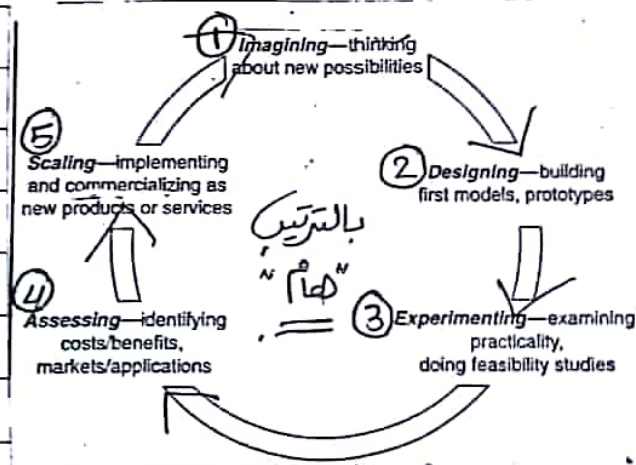 ① Imagining—thinking
about new possibilities
② Designing—building
first models, prototypes
③ Experimenting—examining
practicality,
doing feasibility studies
④ Assessing—identifying
costs/benefits,
markets/applications
⑤ Scaling—implementing
and commercializing as
new products or services
بالترتيب
"هام"